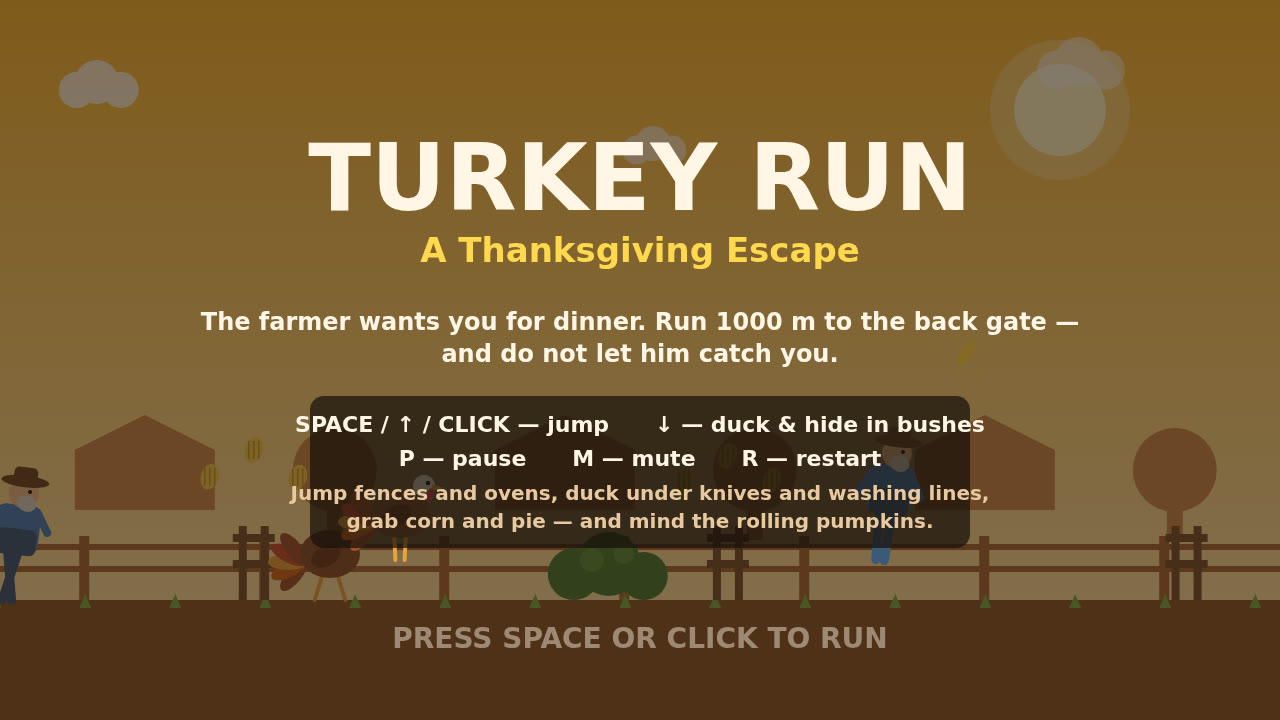 TURKEY RUN
A Thanksgiving Escape
The farmer wants you for dinner. Run 1000 m to the back gate —
and do not let him catch you.
SPACE / ↑ / CLICK — jump ↓ — duck & hide in bushes
P — pause M — mute R — restart
Jump fences and ovens, duck under knives and washing lines,
grab corn and pie — and mind the rolling pumpkins.
PRESS SPACE OR CLICK TO RUN